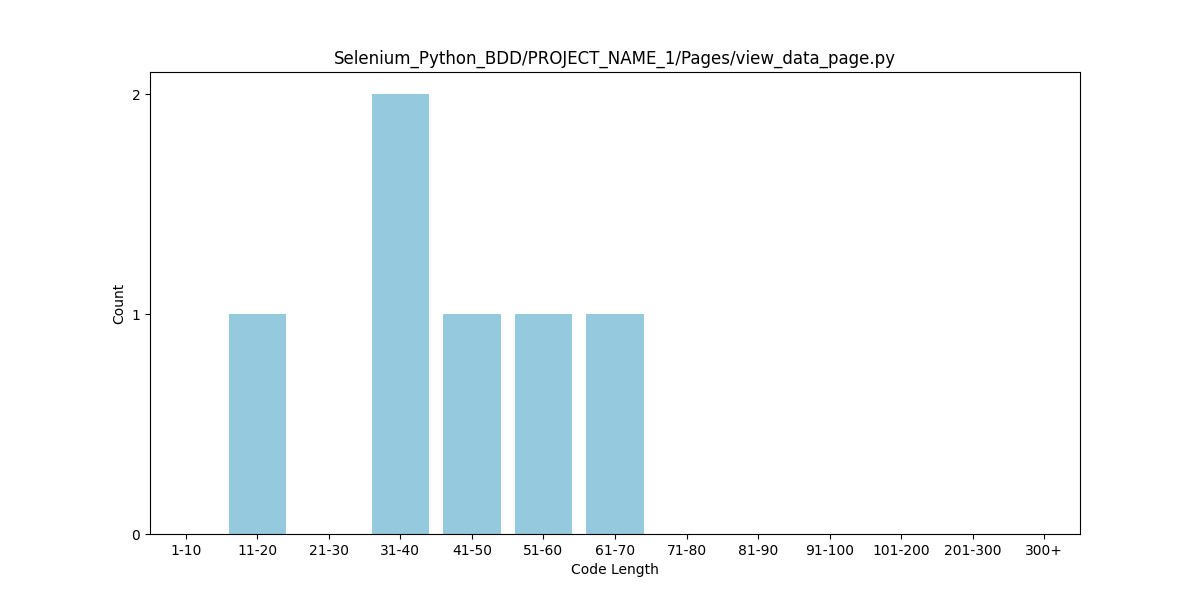 Selenium_Python_BDD/PROJECT_NAME_1/Pages/view_data_page.py
2
1
0
Count
1-10 11-20 21-30 31-40 41-50 51-60 61-70 71-80 81-90 91-100 101-200 201-300 300+
Code Length